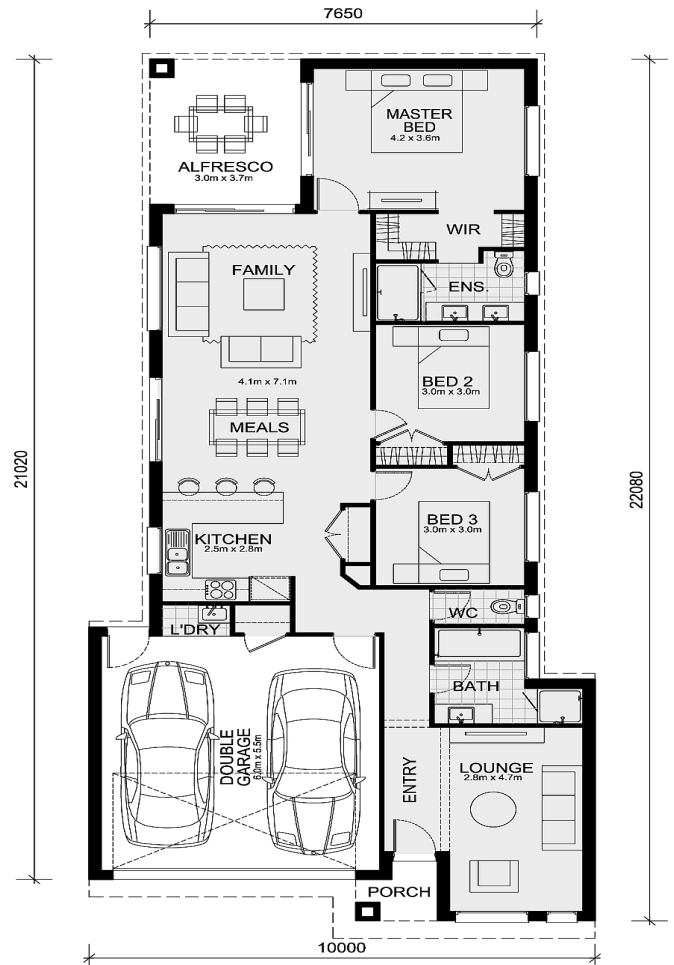 7650
MASTER
BED
4.2 x 3.6m
ALFRESCO
3.0m x 3.7m
WIR
FAMILY
ENS.
4.1m x 7.1m
BED 2
3.0m x 3.0m
MEALS
21020
22080
KITCHEN
2.5m x 2.8m
BED 3
3.0m x 3.0m
WC
L'DRY
BATH
DOUBLE
GARAGE
6.0m x 5.5m
ENTRY
LOUNGE
2.8m x 4.7m
PORCH
10000